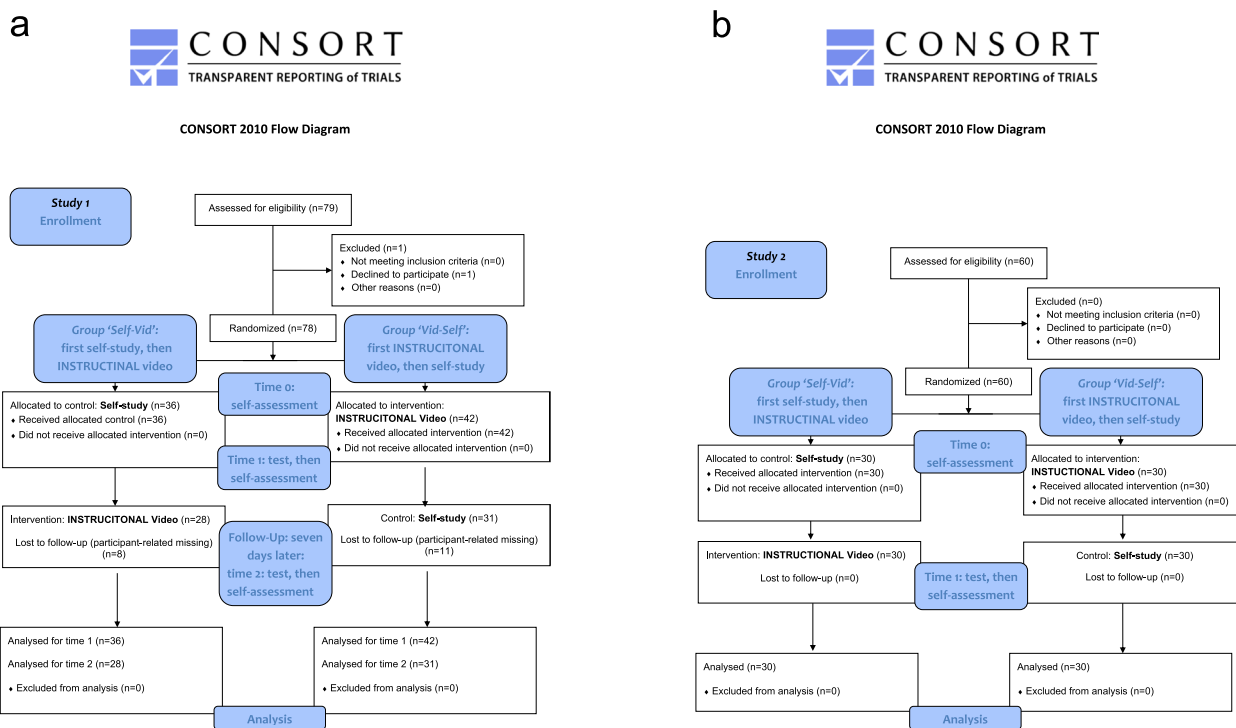 a
CONSORT
TRANSPARENT REPORTING of TRIALS
CONSORT 2010 Flow Diagram
Study 1
Enrollment
Assessed for eligibility (n=79)
Excluded (n=1)
⬧ Not meeting inclusion criteria (n=0)
⬧ Declined to participate (n=1)
⬧ Other reasons (n=0)
Randomized (n=78)
Group 'Self-Vid':
first self-study, then
INSTRUCTINAL video
Group 'Vid-Self':
first INSTRUCITONAL
video, then self-study
Time 0:
self-assessment
Allocated to control: Self-study (n=36)
⬧ Received allocated control (n=36)
⬧ Did not receive allocated intervention (n=0)
Allocated to intervention:
INSTRUCTIONAL Video (n=42)
⬧ Received allocated intervention (n=42)
⬧ Did not receive allocated intervention (n=0)
Time 1: test, then
self-assessment
Intervention: INSTRUCITONAL Video (n=28)
Lost to follow-up (participant-related missing)
(n=8)
Control: Self-study (n=31)
Lost to follow-up (participant-related missing)
(n=11)
Follow-Up: seven
days later:
time 2: test, then
self-assessment
Analysed for time 1 (n=36)
Analysed for time 2 (n=28)
⬧ Excluded from analysis (n=0)
Analysed for time 1 (n=42)
Analysed for time 2 (n=31)
⬧ Excluded from analysis (n=0)
Analysis
b
CONSORT
TRANSPARENT REPORTING of TRIALS
CONSORT 2010 Flow Diagram
Study 2
Enrollment
Assessed for eligibility (n=60)
Excluded (n=0)
⬧ Not meeting inclusion criteria (n=0)
⬧ Declined to participate (n=0)
⬧ Other reasons (n=0)
Randomized (n=60)
Group 'Self-Vid':
first self-study, then
INSTRUCTINAL video
Group 'Vid-Self':
first INSTRUCITONAL
video, then self-study
Time 0:
self-assessment
Allocated to control: Self-study (n=30)
⬧ Received allocated intervention (n=30)
⬧ Did not receive allocated intervention (n=0)
Allocated to intervention:
INSTUCTIONAL Video (n=30)
⬧ Received allocated intervention (n=30)
⬧ Did not receive allocated intervention (n=0)
Intervention: INSTRUCTIONAL Video (n=30)
Lost to follow-up (n=0)
Control: Self-study (n=30)
Lost to follow-up (n=0)
Time 1: test, then
self-assessment
Analysed (n=30)
⬧ Excluded from analysis (n=0)
Analysed (n=30)
⬧ Excluded from analysis (n=0)
Analysis